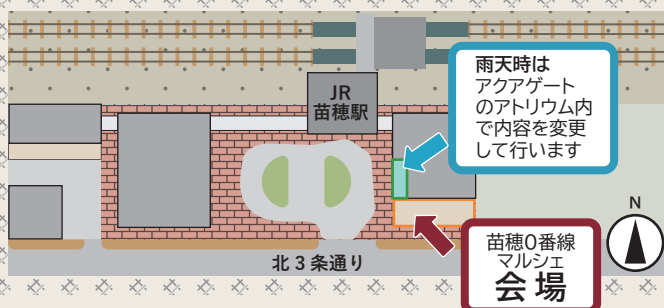 JR
苗穂駅
雨天時は
アクアゲート
のアトリウム内
で内容を変更
して行います
N
苗穂0番線
マルシェ
会場
北3条通り